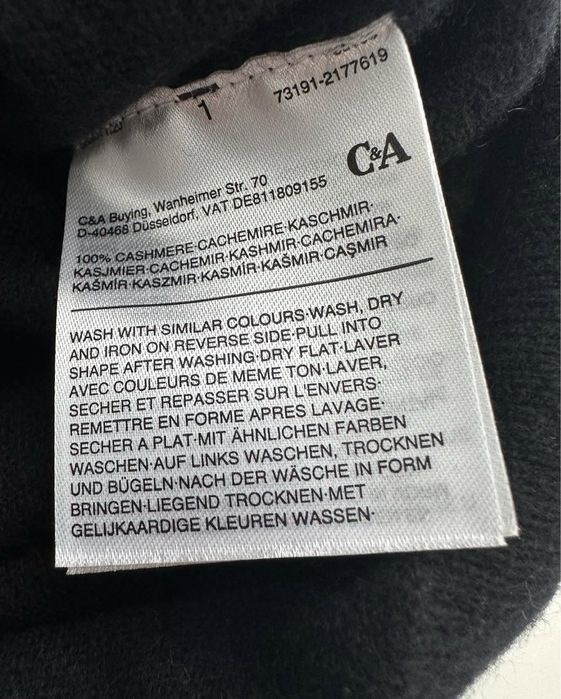 1
73191-2177619
C&A
C&A Buying, Wanheimer Str. 70
D-40468 Düsseldorf, VAT DE811809155
100% CASHMERE·CACHEMIRE·KASCHMIR·
KASJMIER·CACHEMIR·KASHMIR·CACHEMIRA·
KAŠMÍR·KASZMIR·KASMÍR·KAŠMIR·CAŞMIR
WASH WITH SIMILAR COLOURS·WASH, DRY
AND IRON ON REVERSE SIDE·PULL INTO
SHAPE AFTER WASHING·DRY FLAT·LAVER
AVEC COULEURS DE MEME TON·LAVER,
SECHER ET REPASSER SUR L'ENVERS·
REMETTRE EN FORME APRES LAVAGE·
SECHER A PLAT·MIT ÄHNLICHEN FARBEN
WASCHEN·AUF LINKS WASCHEN, TROCKNEN
UND BÜGELN·NACH DER WÄSCHE IN FORM
BRINGEN·LIEGEND TROCKNEN·MET
GELIJKAARDIGE KLEUREN WASSEN·